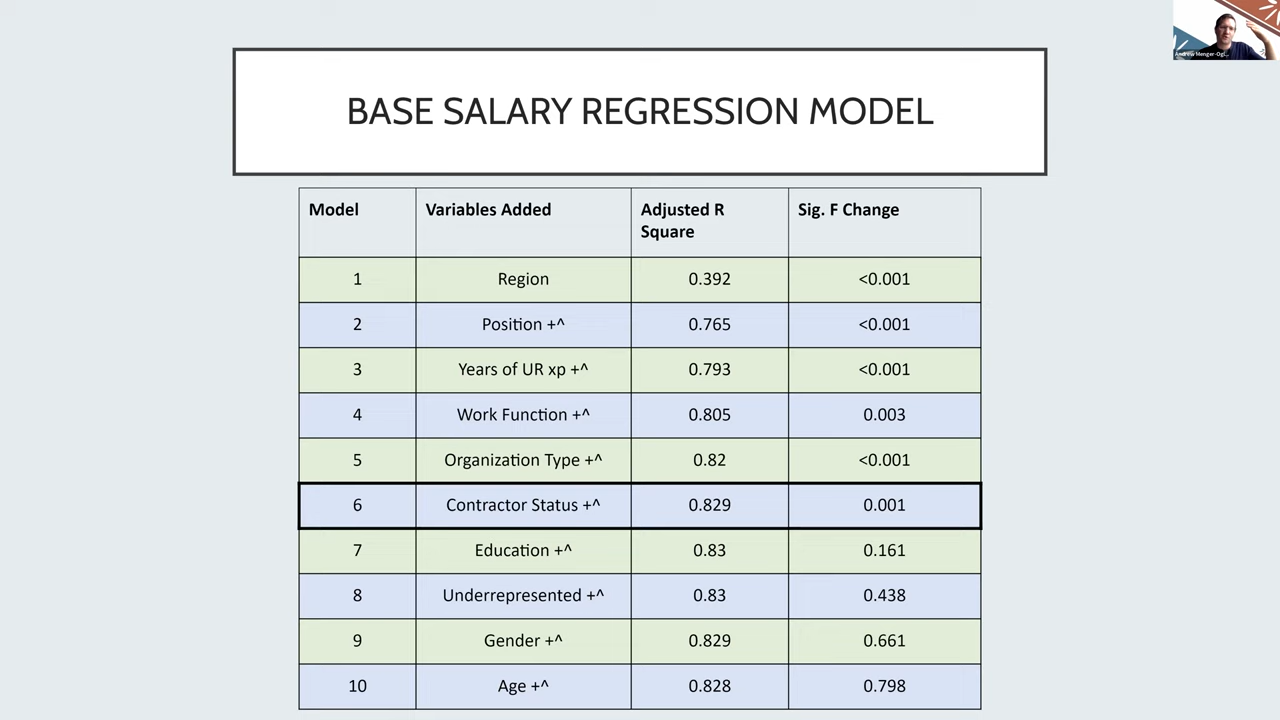 Andrew Menger-Ogl...
BASE SALARY REGRESSION MODEL
Model Variables Added Adjusted R Square Sig. F Change
1 Region 0.392 <0.001
2 Position +^ 0.765 <0.001
3 Years of UR xp +^ 0.793 <0.001
4 Work Function +^ 0.805 0.003
5 Organization Type +^ 0.82 <0.001
6 Contractor Status +^ 0.829 0.001
7 Education +^ 0.83 0.161
8 Underrepresented +^ 0.83 0.438
9 Gender +^ 0.829 0.661
10 Age +^ 0.828 0.798